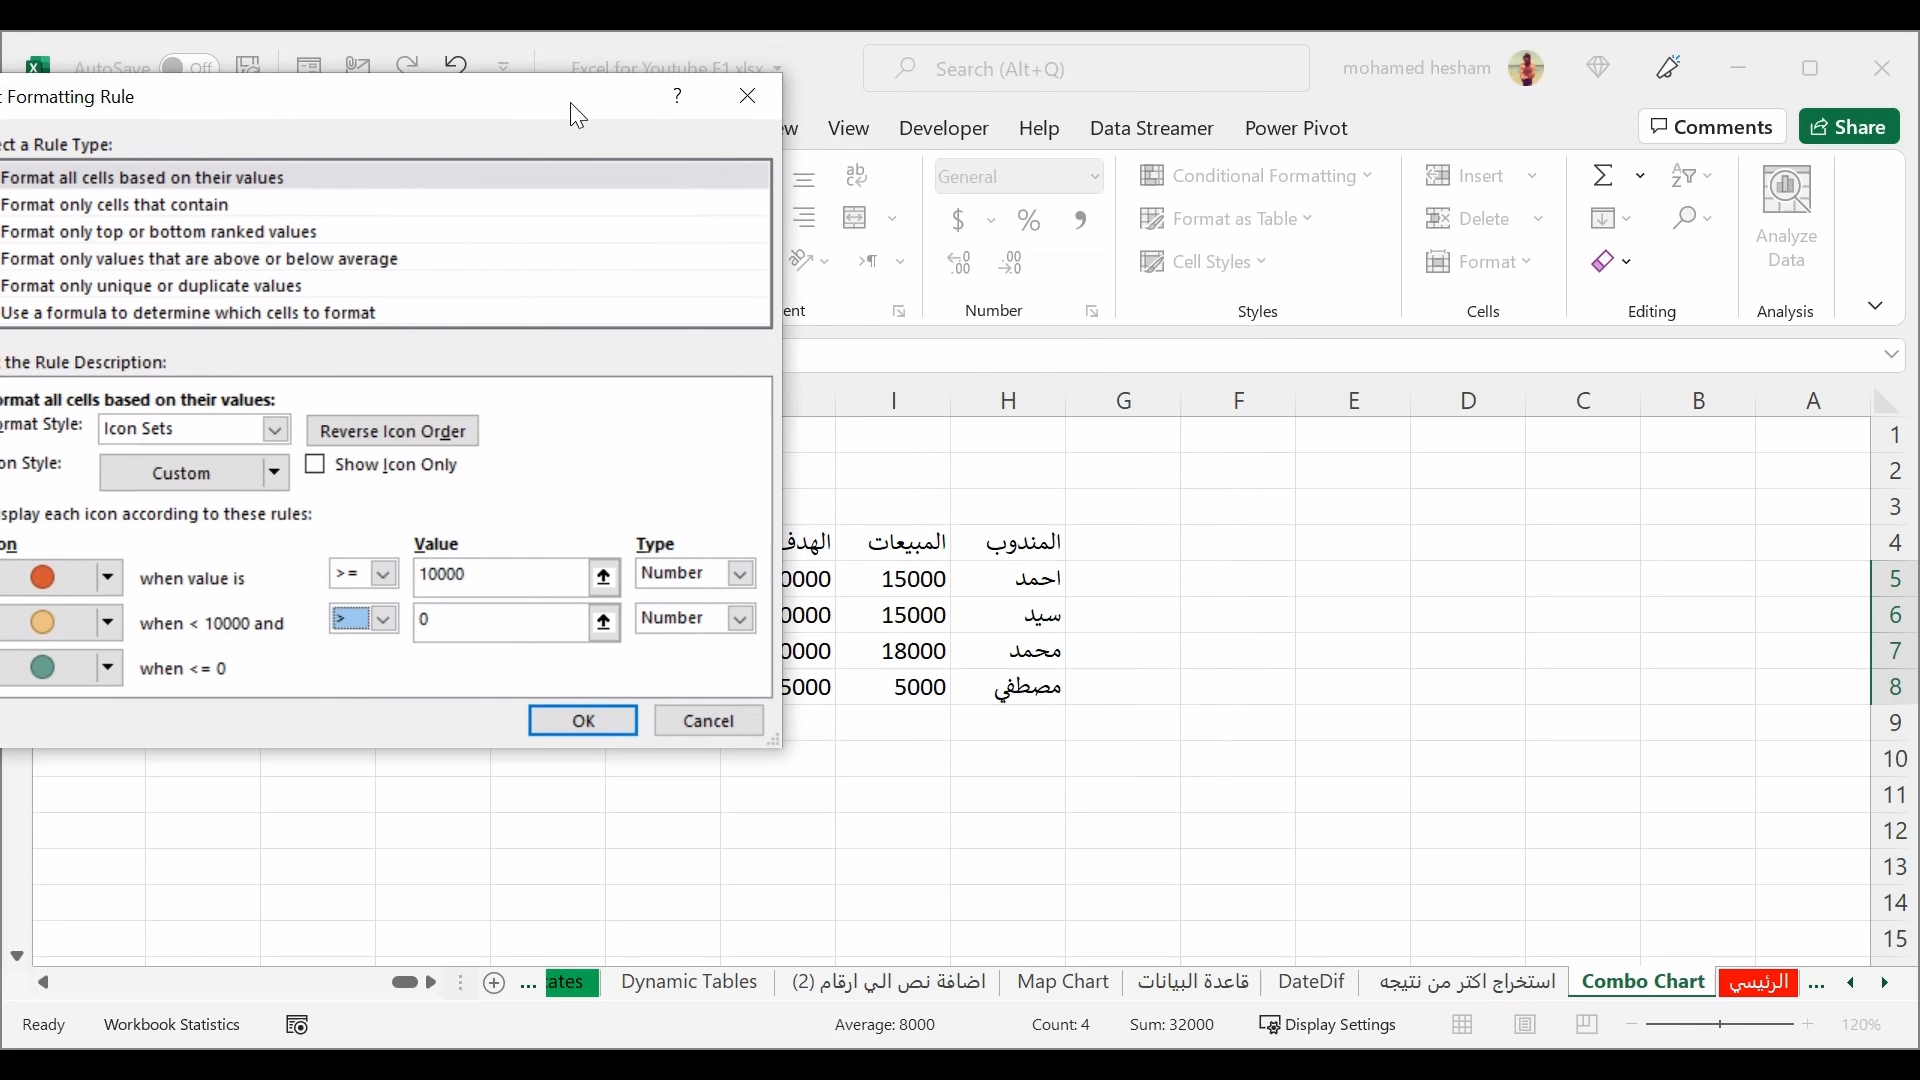 AutoSave Off Excel for Youtube F1.xlsx Search (Alt+Q) mohamed hesham
Formatting Rule ?
View Developer Help Data Streamer Power Pivot Comments Share
ct a Rule Type:
Format all cells based on their values
Format only cells that contain
Format only top or bottom ranked values
Format only values that are above or below average
Format only unique or duplicate values
Use a formula to determine which cells to format
the Rule Description:
ormat all cells based on their values:
rmat Style: Icon Sets Reverse Icon Order
on Style: Custom Show Icon Only
splay each icon according to these rules:
on Value Type
when value is >= 10000 Number
when < 10000 and > 0 Number
when <= 0
OK Cancel
ab
General Conditional Formatting Insert
$ % Format as Table Delete
Cell Styles Format
Analyze
Data
ent Number Styles Cells Editing Analysis
I H G F E D C B A
1
2
3
المندوب المبيعات الهدف 4
احمد 15000 0000 5
سيد 15000 0000 6
محمد 18000 0000 7
مصطفي 5000 5000 8
9
10
11
12
13
14
15
... ates Dynamic Tables اضافة نص الي ارقام (2) Map Chart قاعدة البيانات DateDif استخراج اكتر من نتيجه Combo Chart الرئيسي ...
Ready Workbook Statistics Average: 8000 Count: 4 Sum: 32000 Display Settings 120%